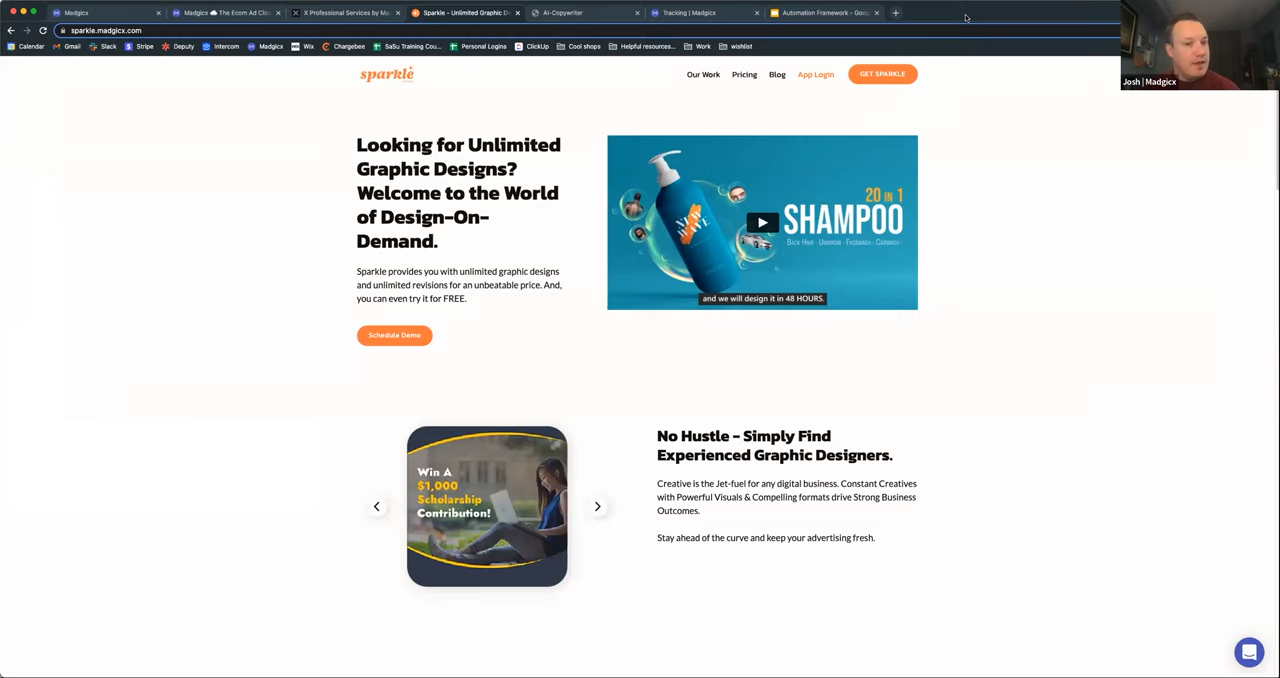 Madgicx
Madgicx
The Ecom Ad Clou
X Professional Services by Ma
Sparkle - Unlimited Graphic De
AI-Copywriter
Tracking | Madgicx
Automation Framework - Goog
sparkle.madgicx.com
Calendar
Gmail
Slack
Stripe
Deputy
Intercom
Madgicx
Wix
Chargebee
SaSu Training Cou...
Personal Logins
ClickUp
Cool shops
Helpful resources...
Work
wishlist
Josh | Madgicx
sparkle
Our Work
Pricing
Blog
App Login
GET SPARKLE
Looking for Unlimited
Graphic Designs?
Welcome to the World
of Design-On-
Demand.
Sparkle provides you with unlimited graphic designs
and unlimited revisions for an unbeatable price. And,
you can even try it for FREE.
Schedule Demo
NEW
WAVE
20 IN 1
SHAMPOO
and we will design it in 48 HOURS.
Win A
$1,000
Scholarship
Contribution!
No Hustle - Simply Find
Experienced Graphic Designers.
Creative is the Jet-fuel for any digital business. Constant Creatives
with Powerful Visuals & Compelling formats drive Strong Business
Outcomes.
Stay ahead of the curve and keep your advertising fresh.